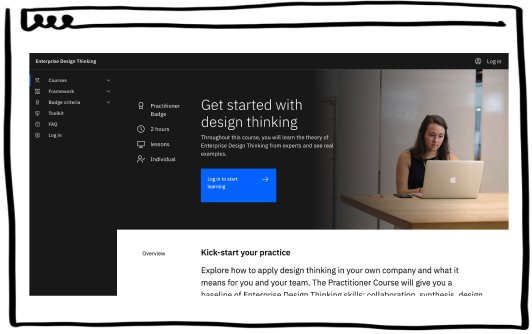 Enterprise Design Thinking
Log in
Courses
Framework
Badge criteria
Toolkit
FAQ
Log in
Practitioner
Badge
2 hours
lessons
Individual
Get started with
design thinking
Throughout this course, you will learn the theory of
Enterprise Design Thinking from experts and see real
examples.
Log in to start
learning
Overview
Kick-start your practice
Explore how to apply design thinking in your own company and what it
means for you and your team. The Practitioner Course will give you a
baseline of Enterprise Design Thinking skills: collaboration, synthesis, design